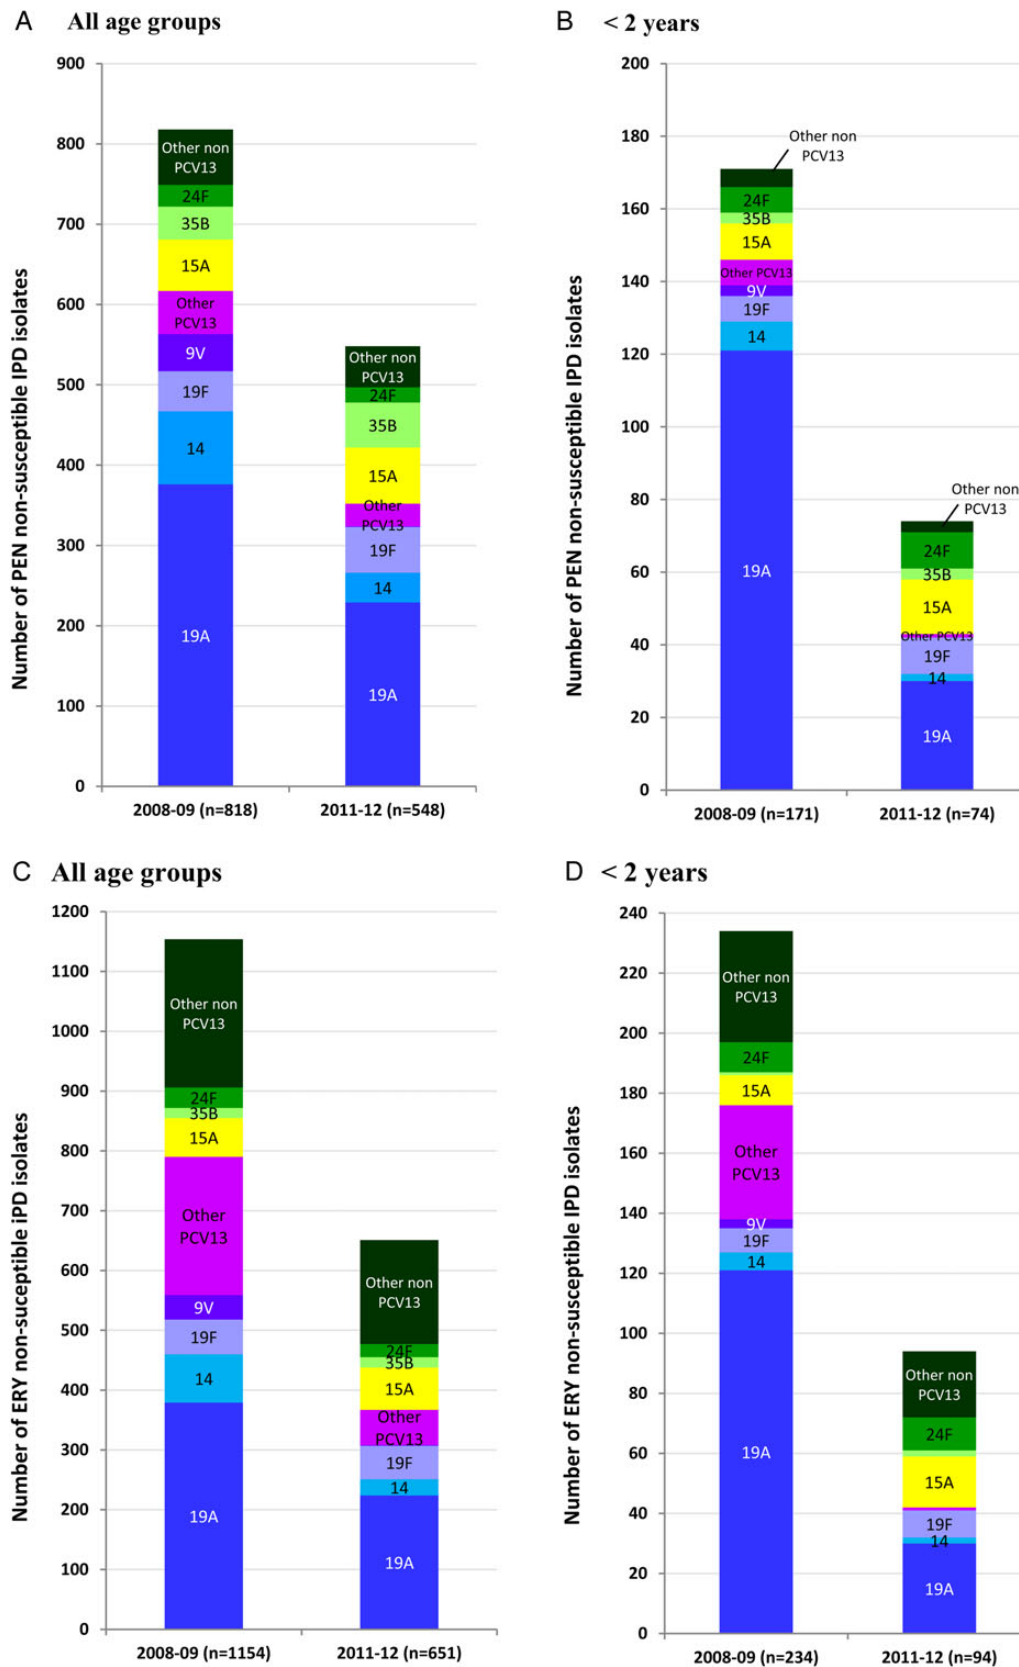 A All age groups
Number of PEN non-susceptible IPD isolates
900
800
700
600
500
400
300
200
100
0
Other non
PCV13
24F
35B
15A
Other
PCV13
9V
19F
14
19A
Other non
PCV13
24F
35B
15A
Other
PCV13
19F
14
19A
2008-09 (n=818)
2011-12 (n=548)
B < 2 years
Number of PEN non-susceptible IPD isolates
200
180
160
140
120
100
80
60
40
20
0
Other non
PCV13
24F
35B
15A
Other PCV13
9V
19F
14
19A
Other non
PCV13
24F
35B
15A
Other PCV13
19F
14
19A
2008-09 (n=171)
2011-12 (n=74)
C All age groups
Number of ERY non-suceptible iPD isolates
1200
1100
1000
900
800
700
600
500
400
300
200
100
0
Other non
PCV13
24F
35B
15A
Other
PCV13
9V
19F
14
19A
Other non
PCV13
24F
35B
15A
Other
PCV13
19F
14
19A
2008-09 (n=1154)
2011-12 (n=651)
D < 2 years
Number of ERY non-susceptible IPD isolates
240
220
200
180
160
140
120
100
80
60
40
20
0
Other non
PCV13
24F
15A
Other
PCV13
9V
19F
14
19A
Other non
PCV13
24F
15A
19F
14
19A
2008-09 (n=234)
2011-12 (n=94)